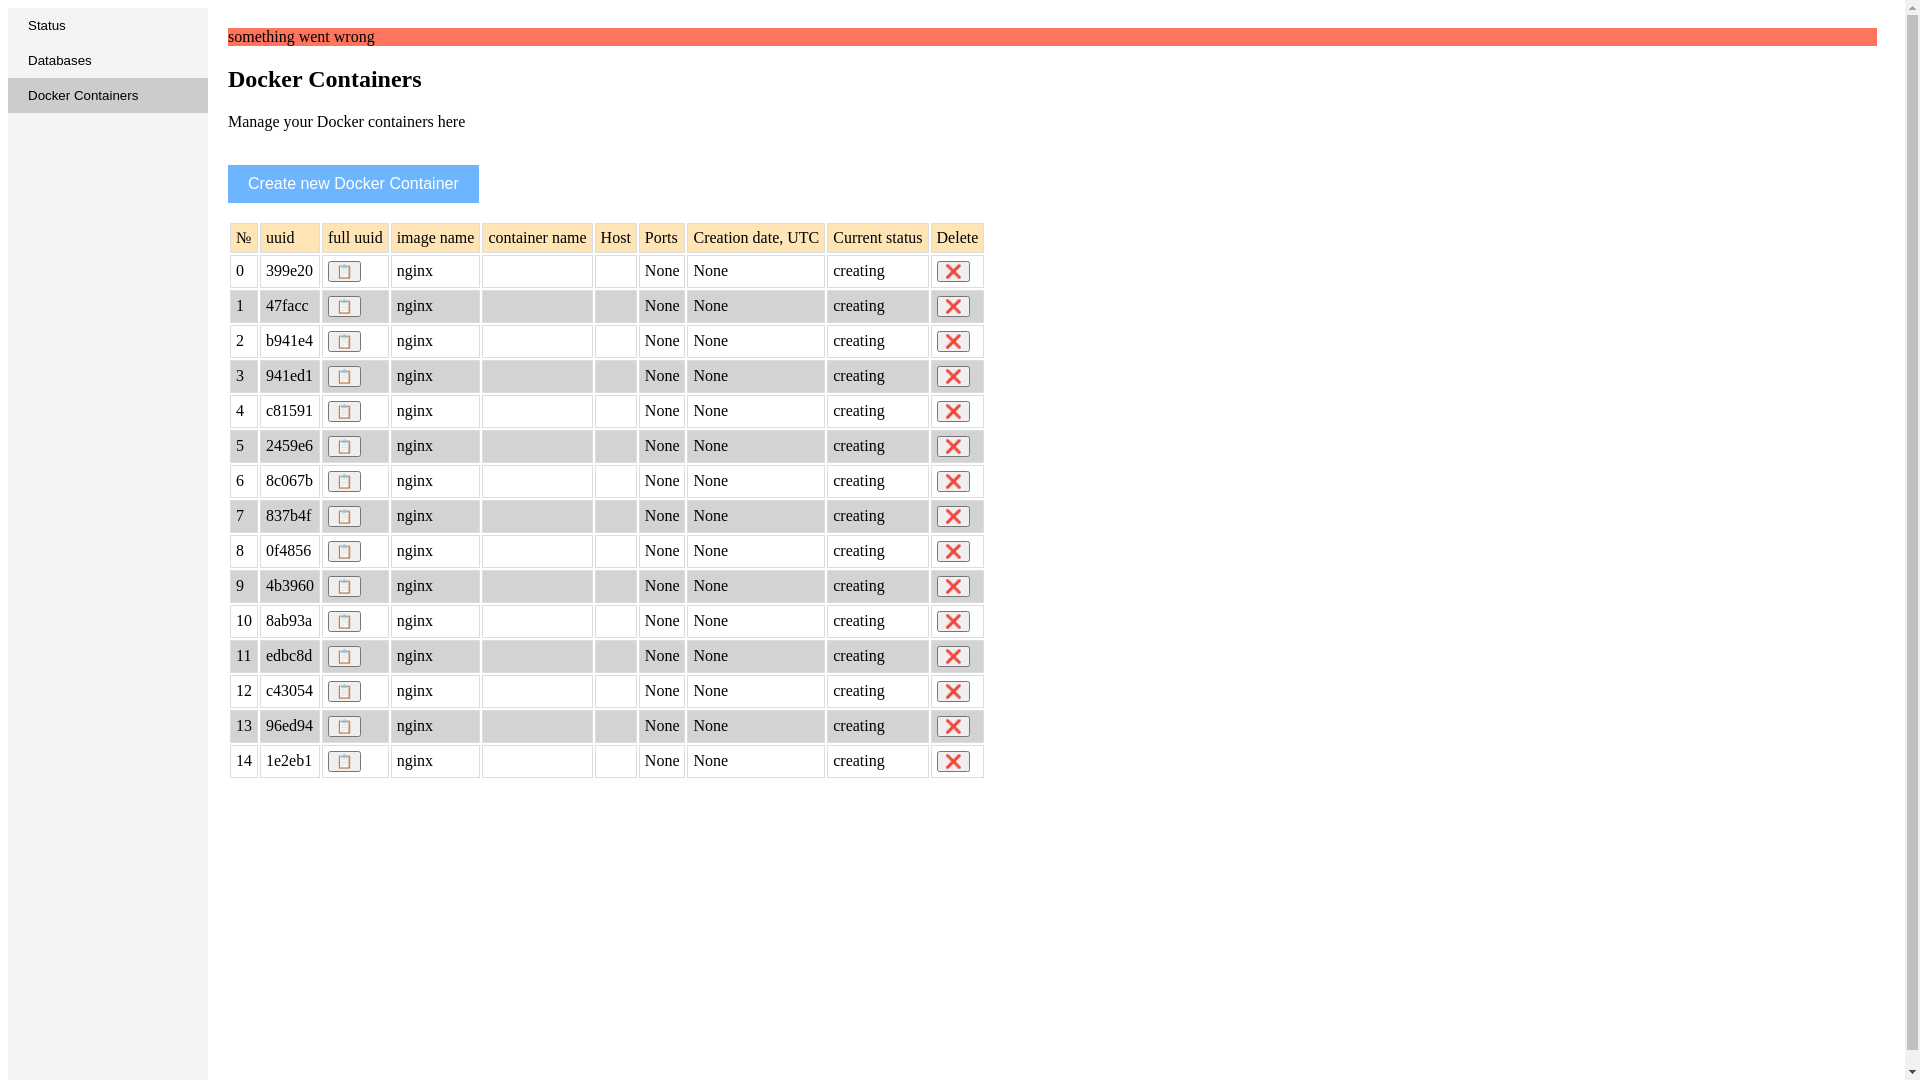 Status
Databases
Docker Containers
something went wrong
Docker Containers
Manage your Docker containers here
Create new Docker Container
№ uuid full uuid image name container name Host Ports Creation date, UTC Current status Delete
0 399e20 nginx None None creating
1 47facc nginx None None creating
2 b941e4 nginx None None creating
3 941ed1 nginx None None creating
4 c81591 nginx None None creating
5 2459e6 nginx None None creating
6 8c067b nginx None None creating
7 837b4f nginx None None creating
8 0f4856 nginx None None creating
9 4b3960 nginx None None creating
10 8ab93a nginx None None creating
11 edbc8d nginx None None creating
12 c43054 nginx None None creating
13 96ed94 nginx None None creating
14 1e2eb1 nginx None None creating